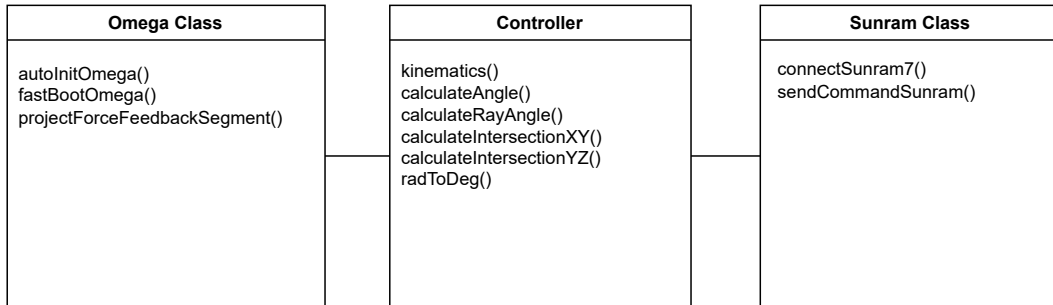 Omega Class
autoInitOmega()
fastBootOmega()
projectForceFeedbackSegment()
Controller
kinematics()
calculateAngle()
calculateRayAngle()
calculateIntersectionXY()
calculateIntersectionYZ()
radToDeg()
Sunram Class
connectSunram7()
sendCommandSunram()